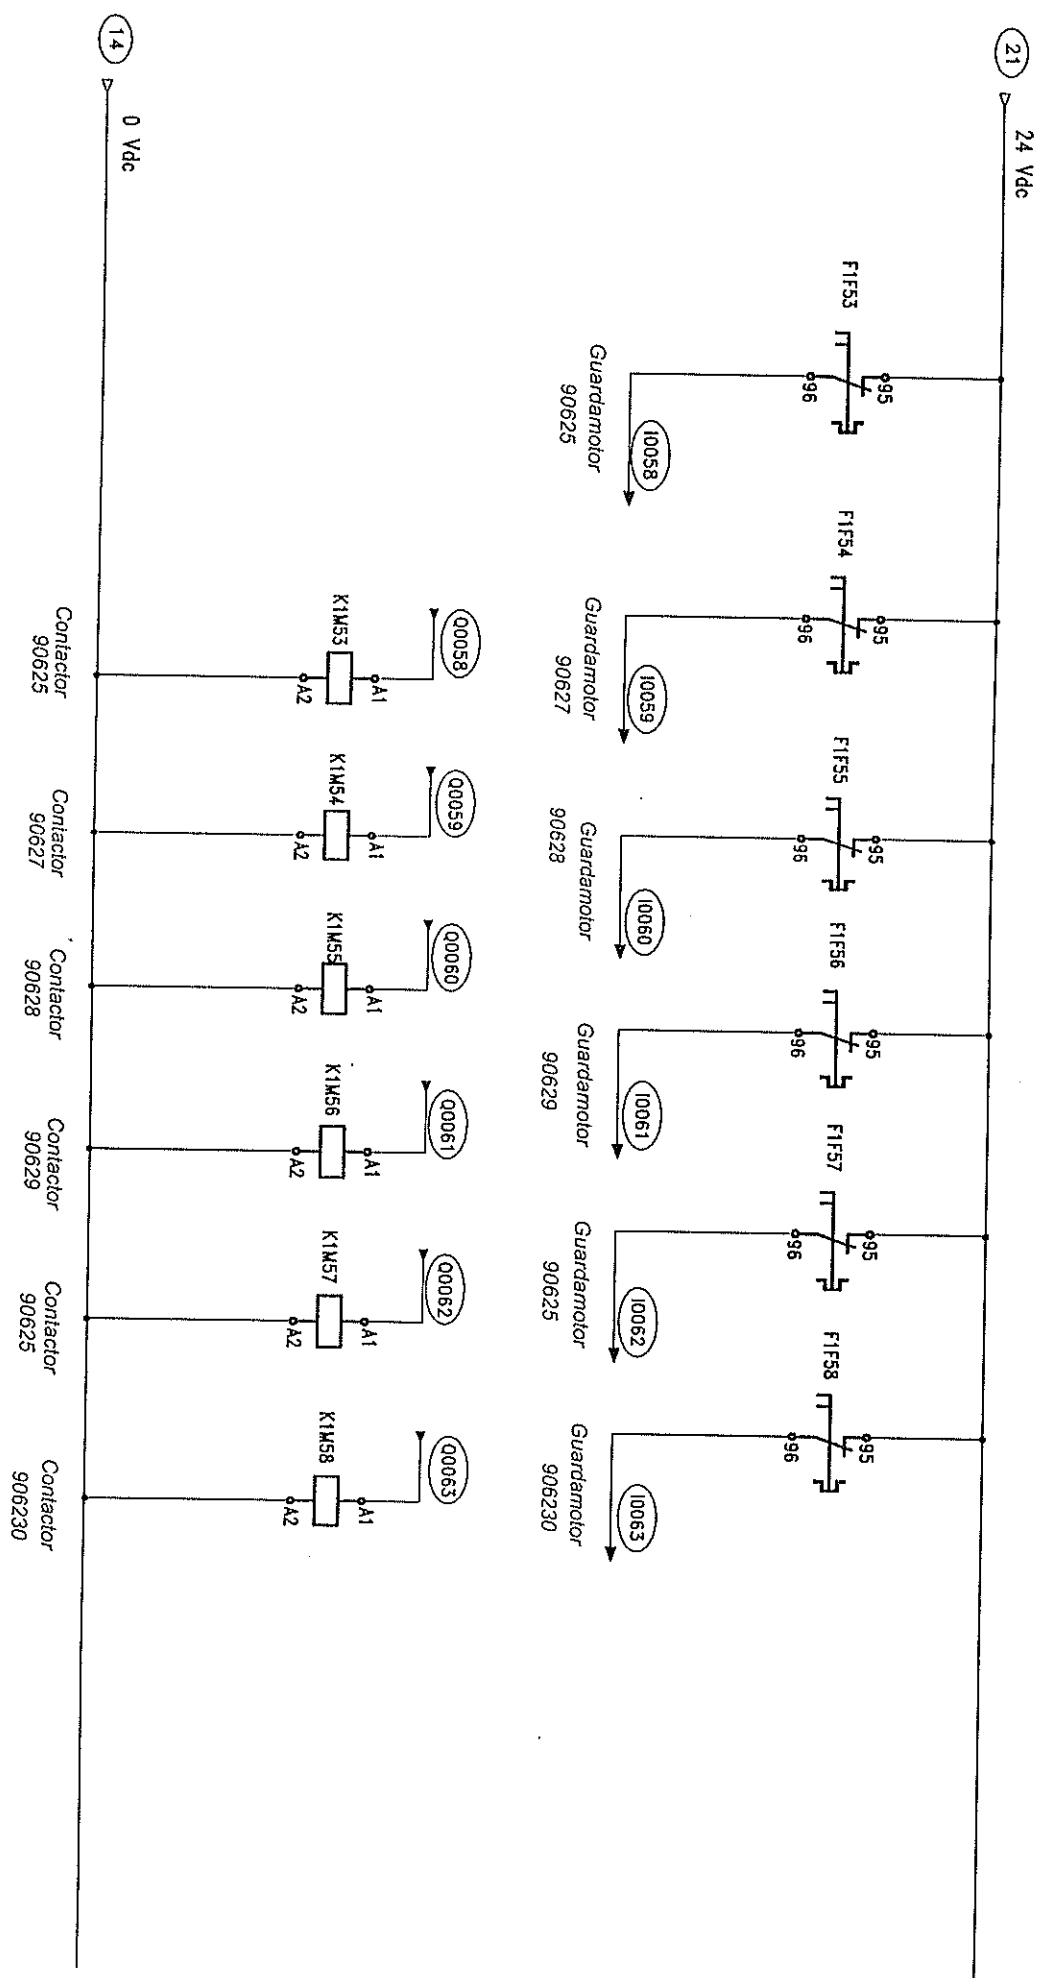 21
24 Vdc
F1F53
95
96
I0058
Guardamotor
90625
F1F54
95
96
I0059
Guardamotor
90627
F1F55
95
96
I0060
Guardamotor
90628
F1F56
95
96
I0061
Guardamotor
90629
F1F57
95
96
I0062
Guardamotor
90625
F1F58
95
96
I0063
Guardamotor
906230
Q0058
K1M53
A1
A2
Contactor
90625
Q0059
K1M54
A1
A2
Contactor
90627
Q0060
K1M55
A1
A2
Contactor
90628
Q0061
K1M56
A1
A2
Contactor
90629
Q0062
K1M57
A1
A2
Contactor
90625
Q0063
K1M58
A1
A2
Contactor
906230
14
0 Vdc